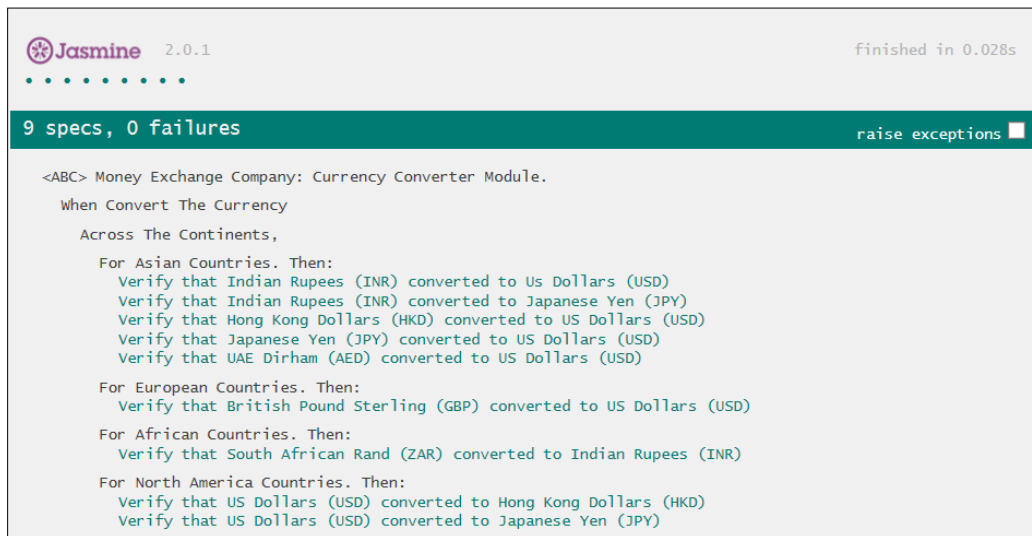 Jasmine 2.0.1 finished in 0.028s
• • • • • • • • •
9 specs, 0 failures raise exceptions
<ABC> Money Exchange Company: Currency Converter Module.
When Convert The Currency
Across The Continents,
For Asian Countries. Then:
Verify that Indian Rupees (INR) converted to Us Dollars (USD)
Verify that Indian Rupees (INR) converted to Japanese Yen (JPY)
Verify that Hong Kong Dollars (HKD) converted to US Dollars (USD)
Verify that Japanese Yen (JPY) converted to US Dollars (USD)
Verify that UAE Dirham (AED) converted to US Dollars (USD)
For European Countries. Then:
Verify that British Pound Sterling (GBP) converted to US Dollars (USD)
For African Countries. Then:
Verify that South African Rand (ZAR) converted to Indian Rupees (INR)
For North America Countries. Then:
Verify that US Dollars (USD) converted to Hong Kong Dollars (HKD)
Verify that US Dollars (USD) converted to Japanese Yen (JPY)